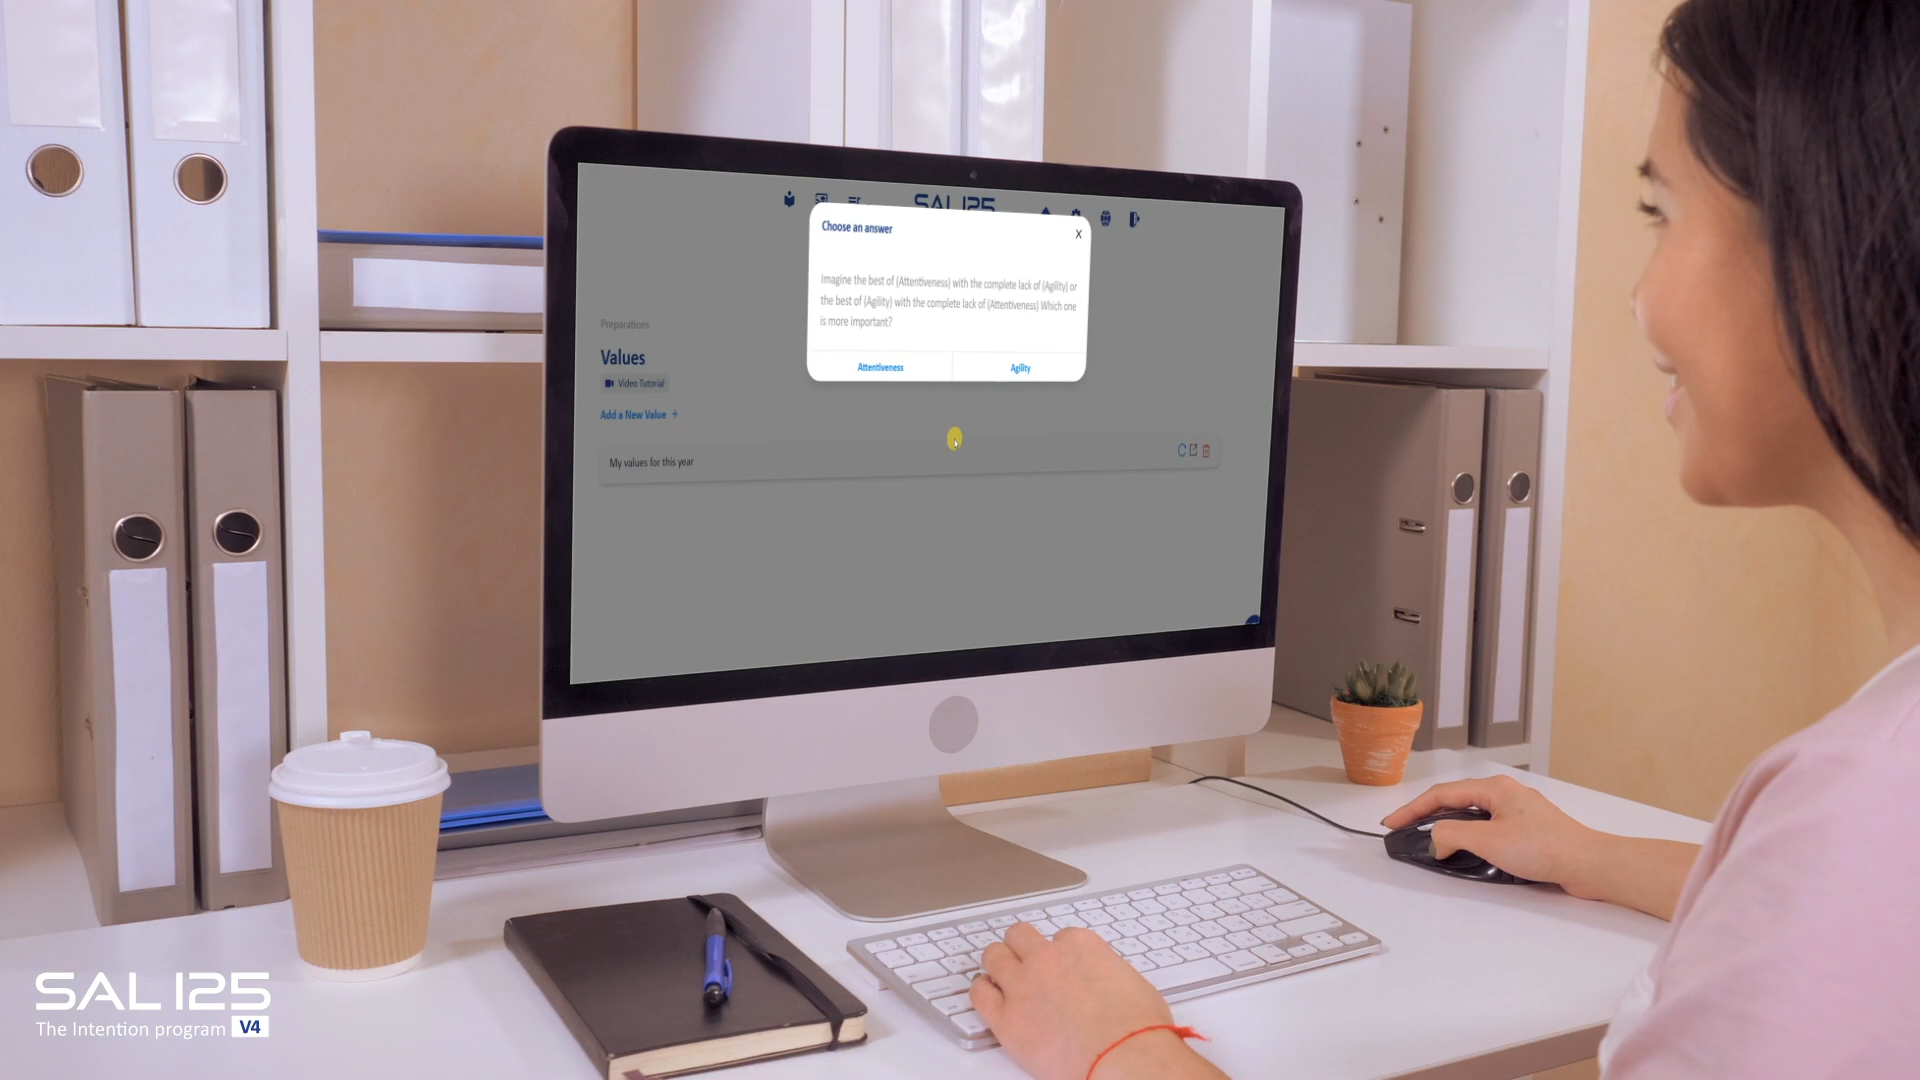 SAL 125
Choose an answer
X
Imagine the best of (Attentiveness) with the complete lack of (Agility) or
the best of (Agility) with the complete lack of (Attentiveness) Which one
is more important?
Attentiveness
Agility
Preparations
Values
Video Tutorial
Add a New Value +
My values for this year
SAL 125
The Intention program V4